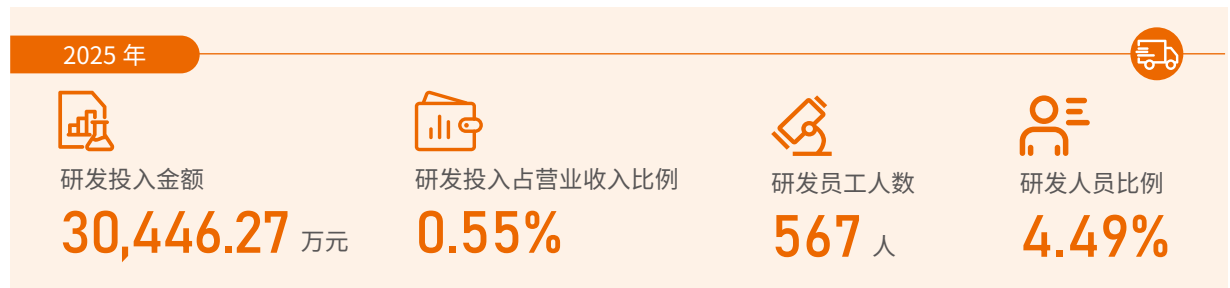 2025 年
研发投入金额
30,446.27 万元
研发投入占营业收入比例
0.55%
研发员工人数
567 人
研发人员比例
4.49%